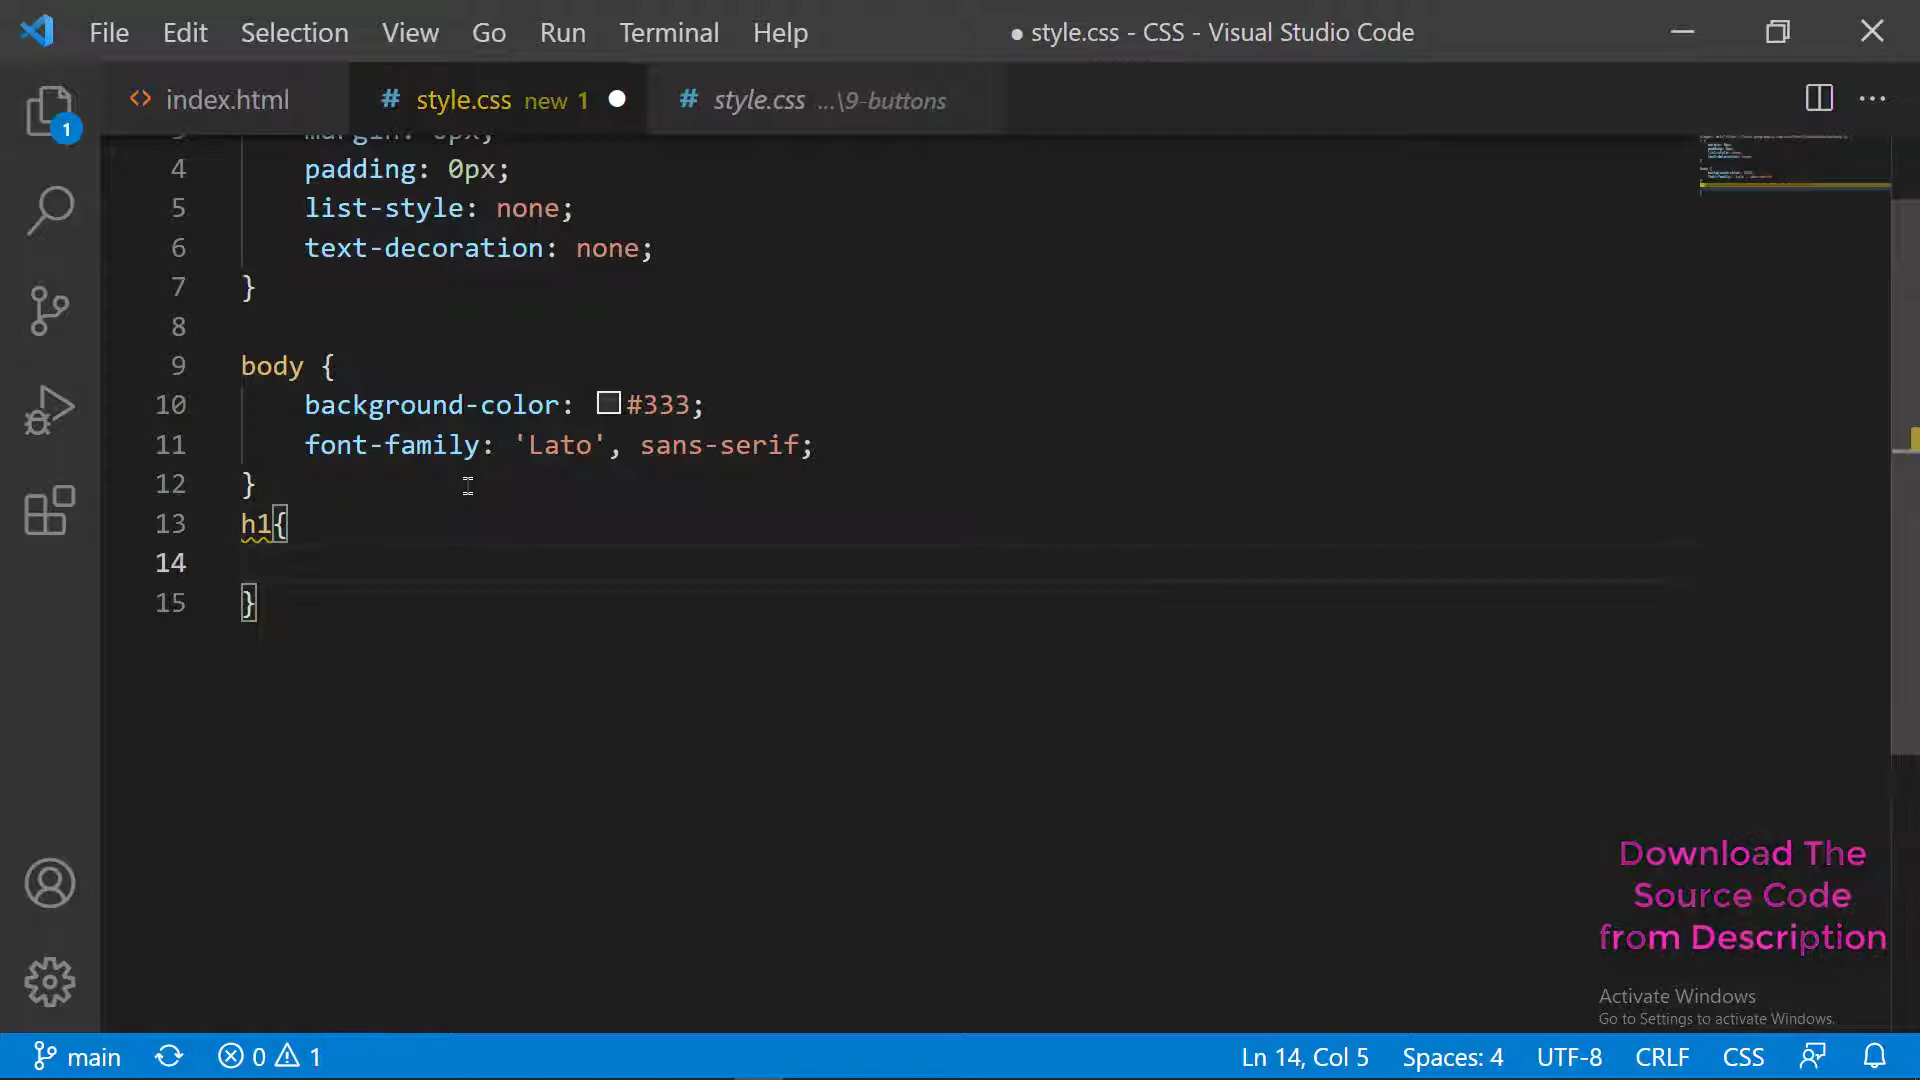 File Edit Selection View Go Run Terminal Help ● style.css - CSS - Visual Studio Code
<> index.html # style.css new 1 # style.css ...\9-buttons
1
4 padding: 0px;
5 list-style: none;
6 text-decoration: none;
7 }
8
9 body {
10 background-color: #333;
11 font-family: 'Lato', sans-serif;
12 }
13 h1{
14
15 }
Download The
Source Code
from Description
Activate Windows
Go to Settings to activate Windows.
main 0 1 Ln 14, Col 5 Spaces: 4 UTF-8 CRLF CSS